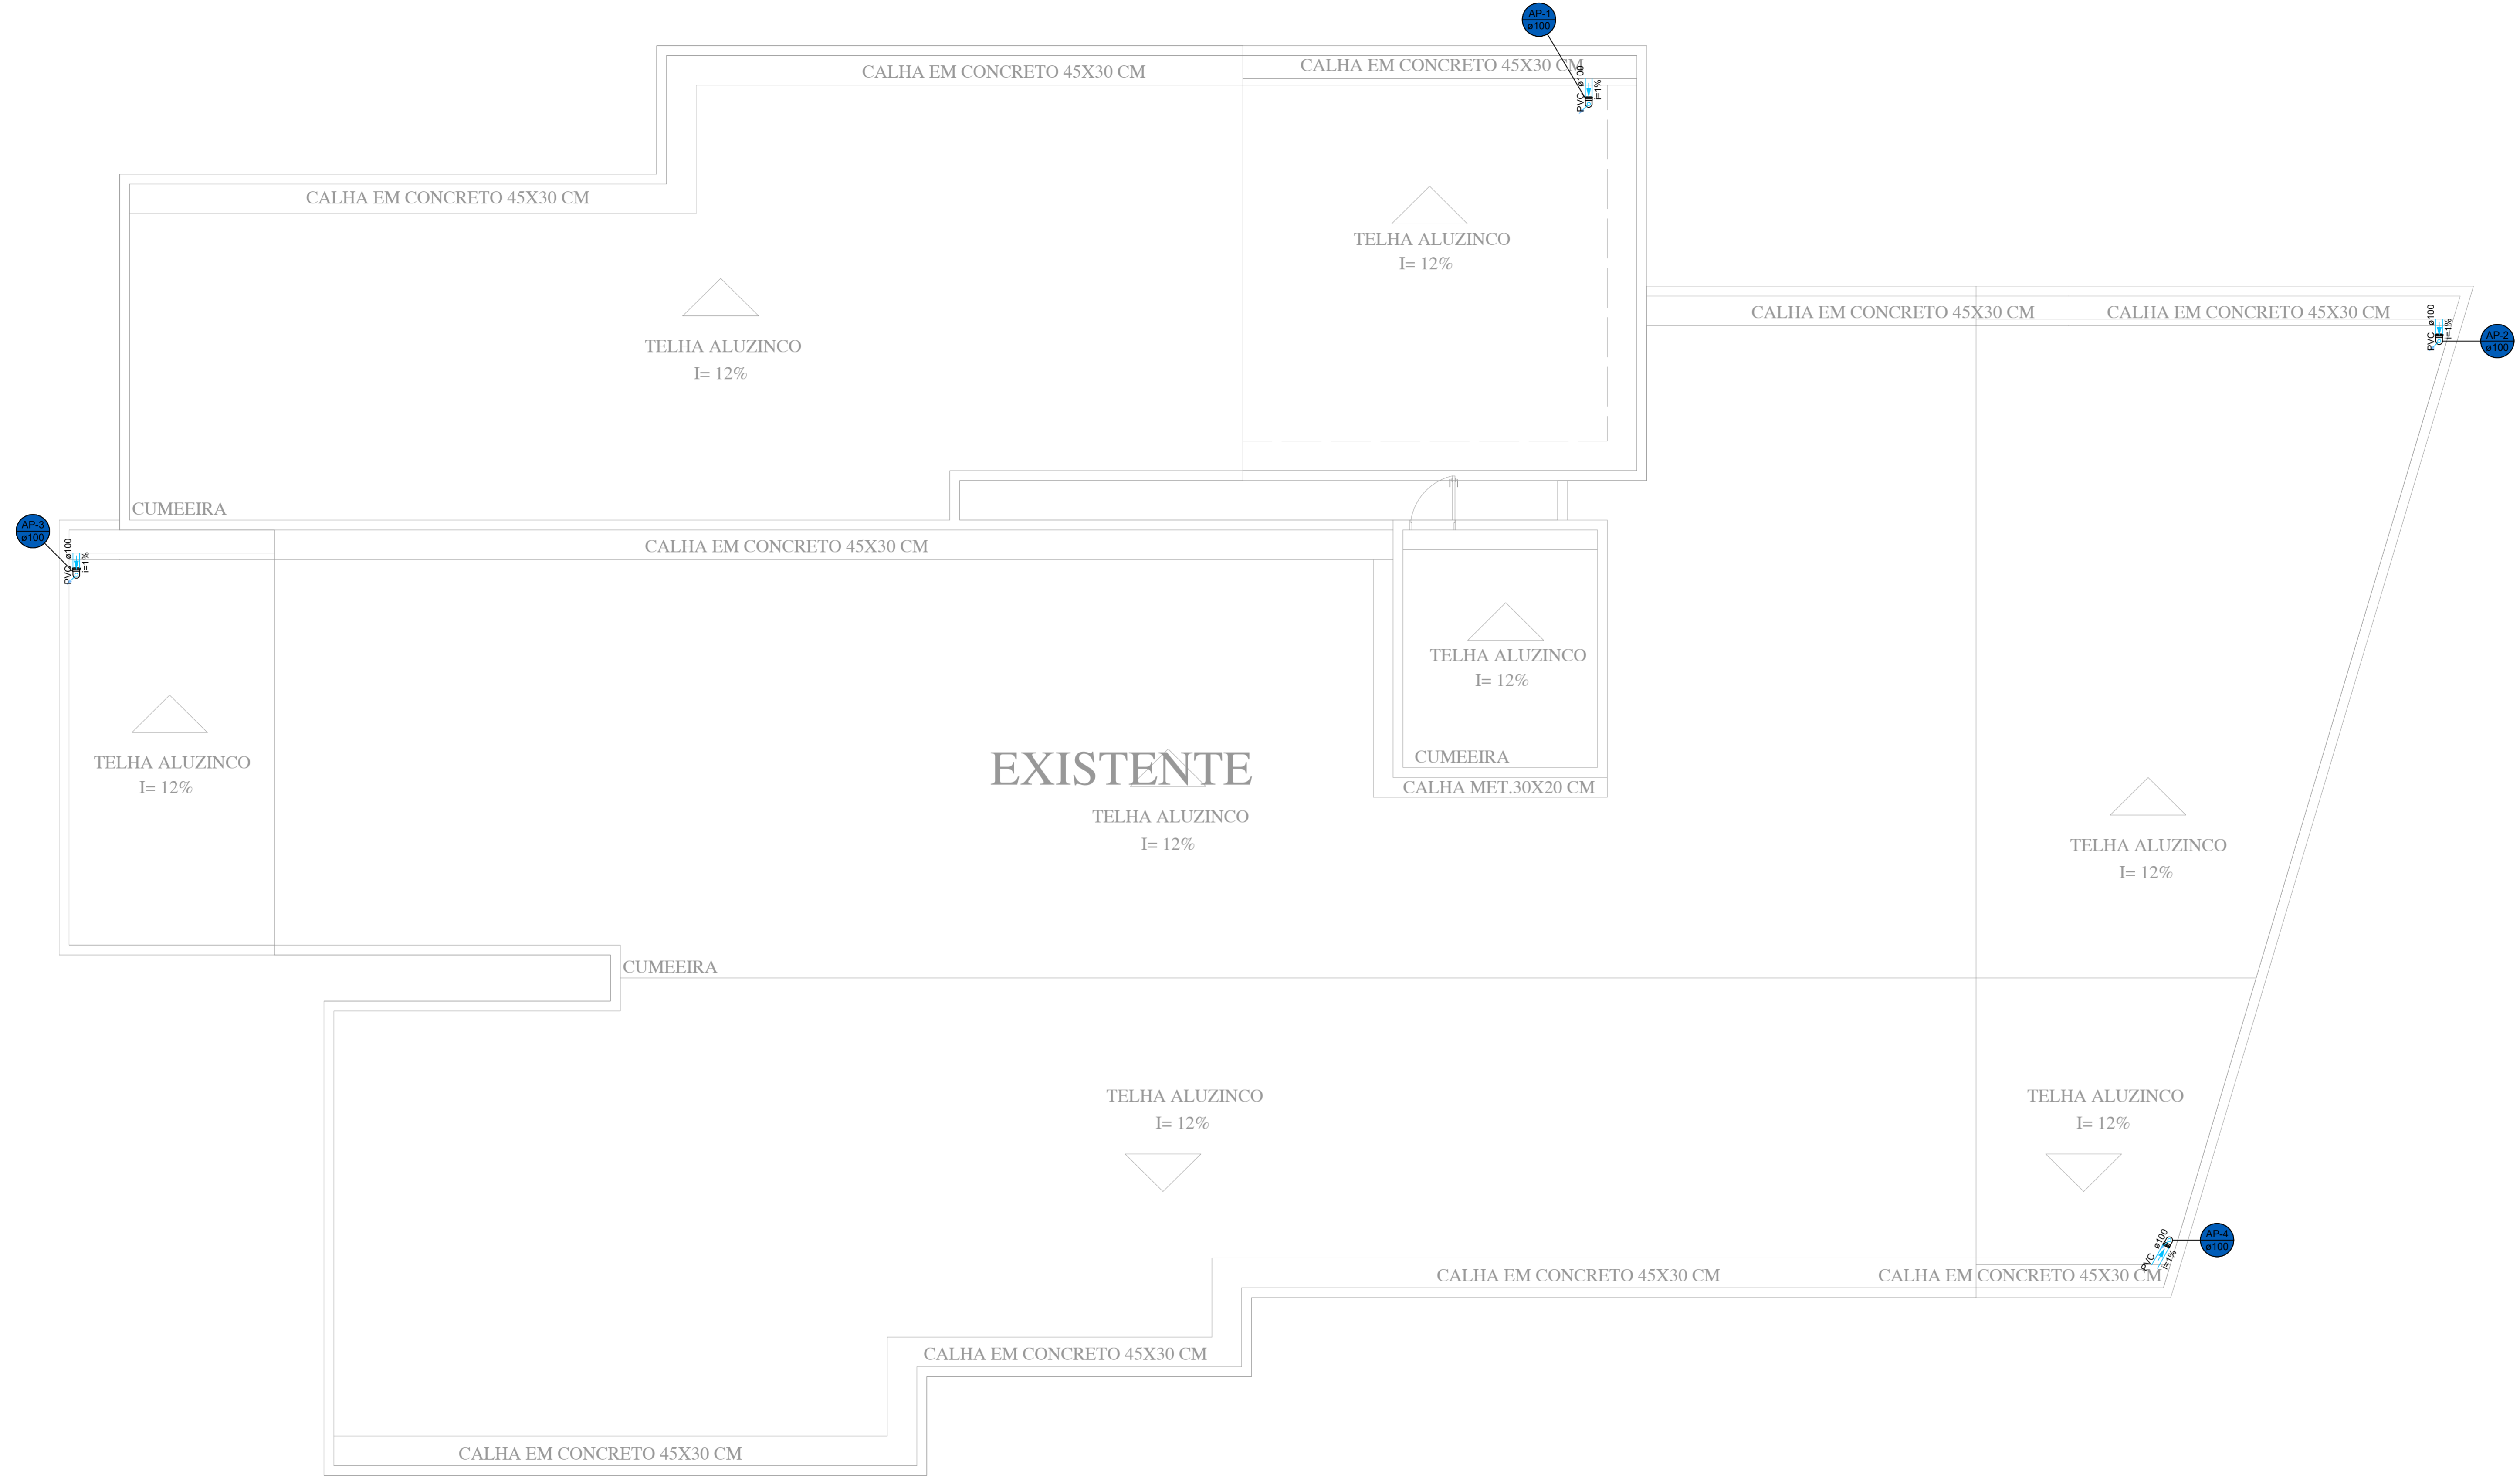 AP-1
ø100
CALHA EM CONCRETO 45X30 CM
CALHA EM CONCRETO 45X30 CM
PVC ø100
i=1%
CALHA EM CONCRETO 45X30 CM
TELHA ALUZINCO
I= 12%
TELHA ALUZINCO
I= 12%
CALHA EM CONCRETO 45X30 CM
CALHA EM CONCRETO 45X30 CM
PVC ø100
i=1%
AP-2
ø100
CUMEEIRA
AP-3
ø100
PVC ø100
i=1%
CALHA EM CONCRETO 45X30 CM
TELHA ALUZINCO
I= 12%
CUMEEIRA
CALHA MET.30X20 CM
TELHA ALUZINCO
I= 12%
EXISTENTE
TELHA ALUZINCO
I= 12%
TELHA ALUZINCO
I= 12%
CUMEEIRA
TELHA ALUZINCO
I= 12%
TELHA ALUZINCO
I= 12%
AP-4
ø100
PVC ø100
i=1%
CALHA EM CONCRETO 45X30 CM
CALHA EM CONCRETO 45X30 CM
CALHA EM CONCRETO 45X30 CM
CALHA EM CONCRETO 45X30 CM